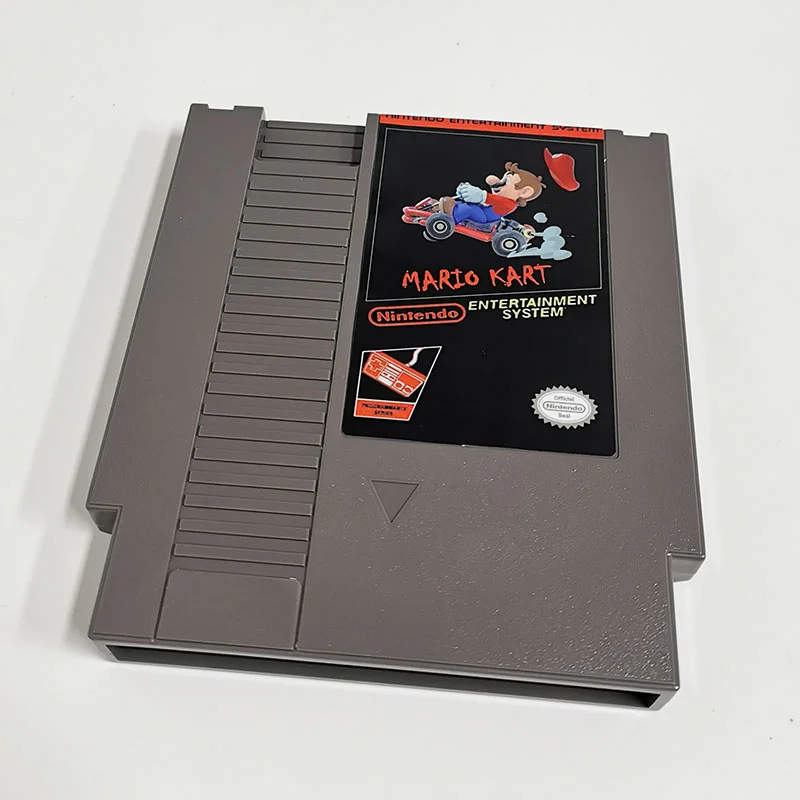 NINTENDO ENTERTAINMENT SYSTEM
MARIO KART
Nintendo
ENTERTAINMENT
SYSTEM
Official
Nintendo
Seal